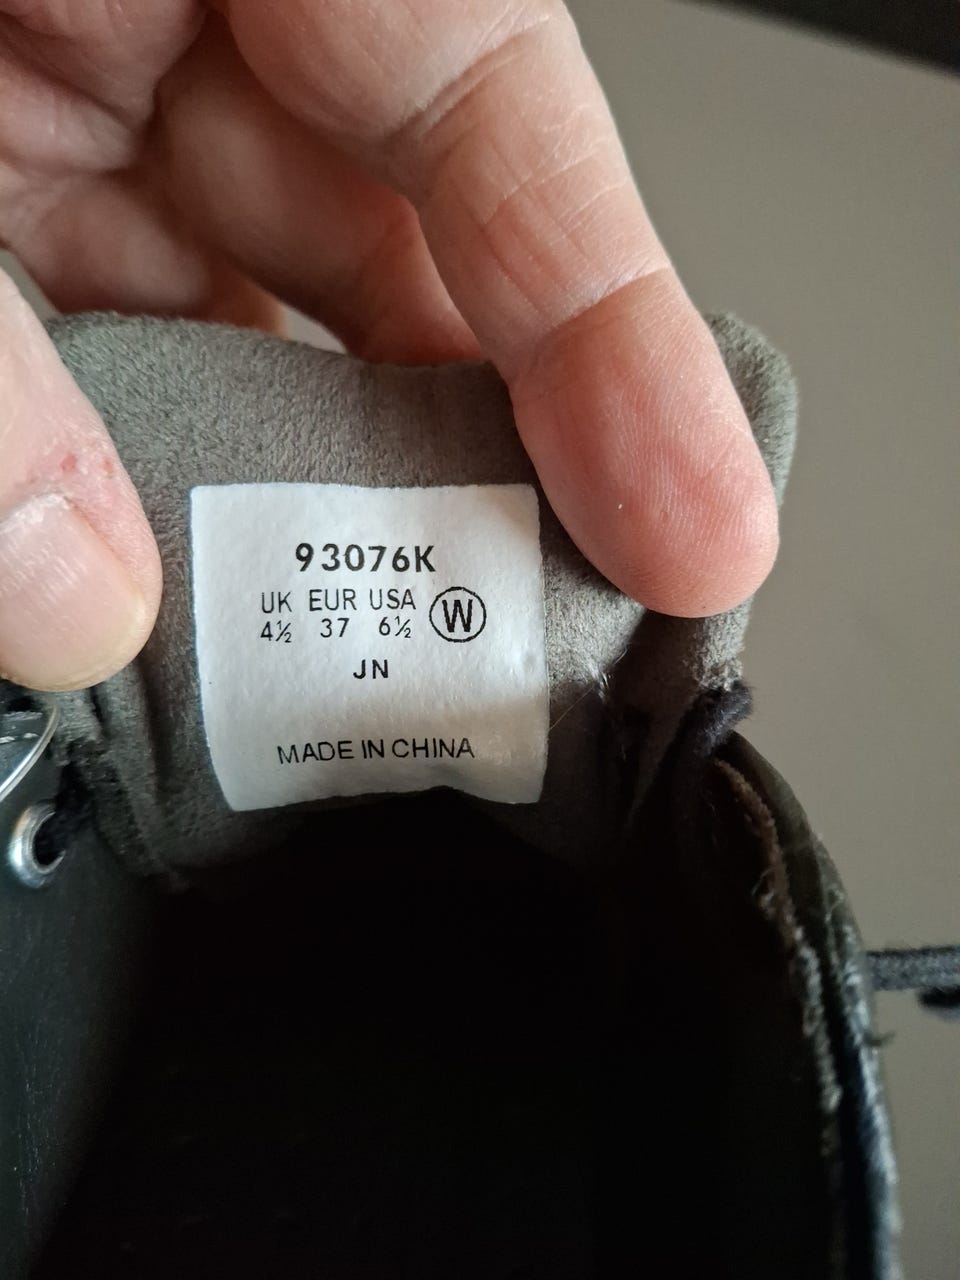 93076K
UK EUR USA W
4½ 37 6½
JN
MADE IN CHINA